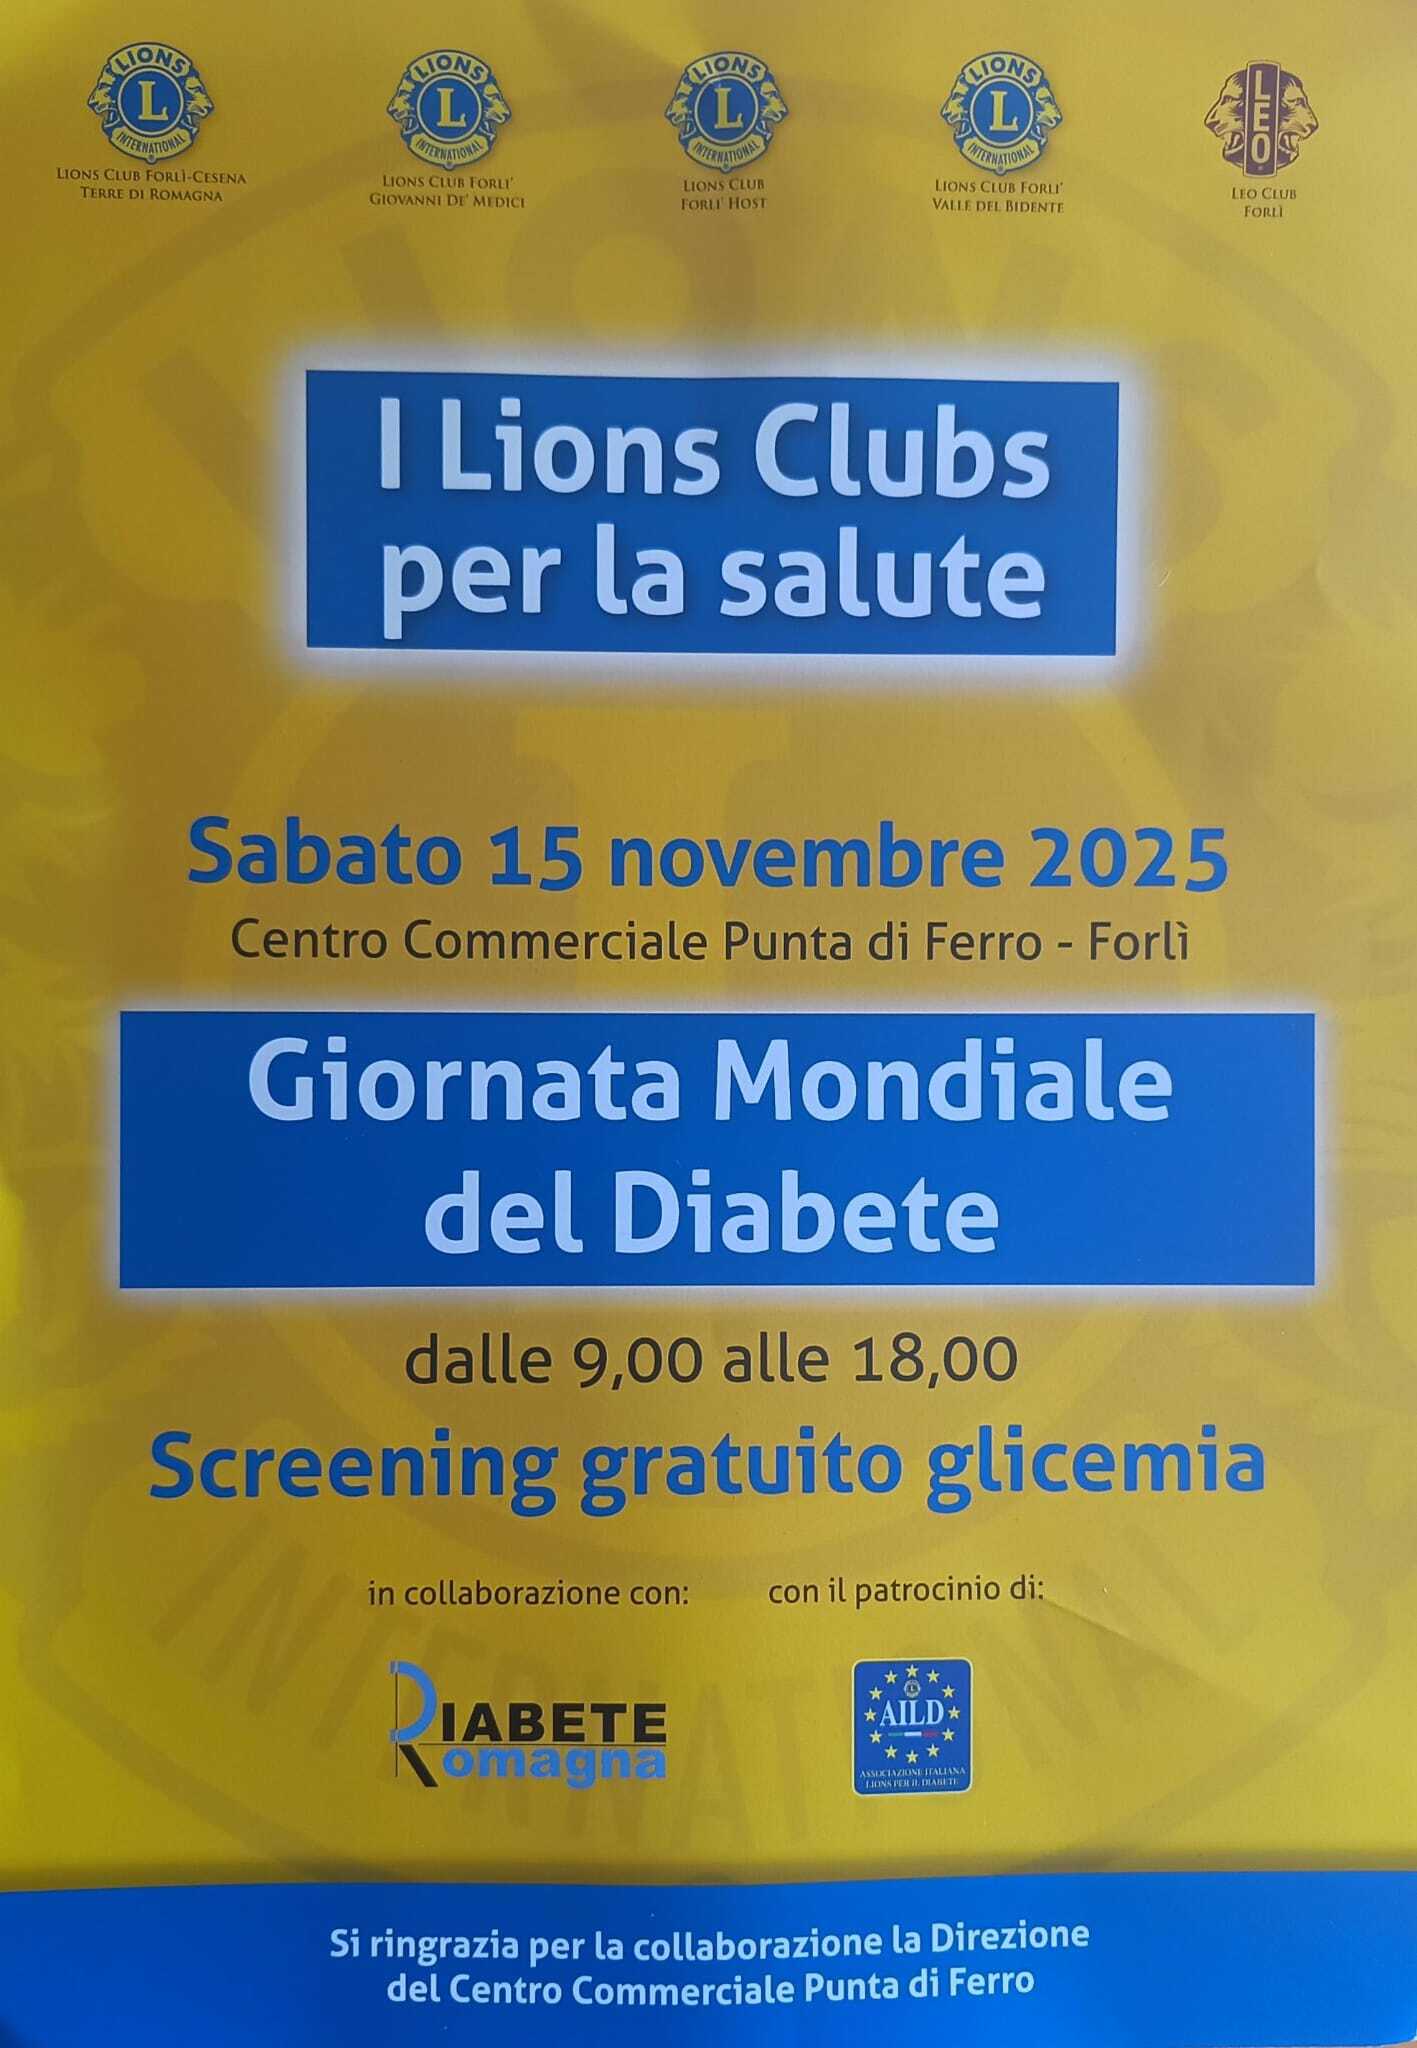 LIONS
L
INTERNATIONAL
LIONS CLUB FORLÌ-CESENA
TERRE DI ROMAGNA
LIONS
L
INTERNATIONAL
LIONS CLUB FORLI'
GIOVANNI DE' MEDICI
LIONS
L
INTERNATIONAL
LIONS CLUB
FORLI' HOST
LIONS
L
INTERNATIONAL
LIONS CLUB FORLI'
VALLE DEL BIDENTE
LEO
LEO CLUB
FORLÌ
LIONS
L
INTERNATIONAL
I Lions Clubs
per la salute
Sabato 15 novembre 2025
Centro Commerciale Punta di Ferro - Forlì
Giornata Mondiale
del Diabete
dalle 9,00 alle 18,00
Screening gratuito glicemia
in collaborazione con:
DIABETE
Romagna
con il patrocinio di:
L
AILD
ASSOCIAZIONE ITALIANA
LIONS PER IL DIABETE
Si ringrazia per la collaborazione la Direzione
del Centro Commerciale Punta di Ferro